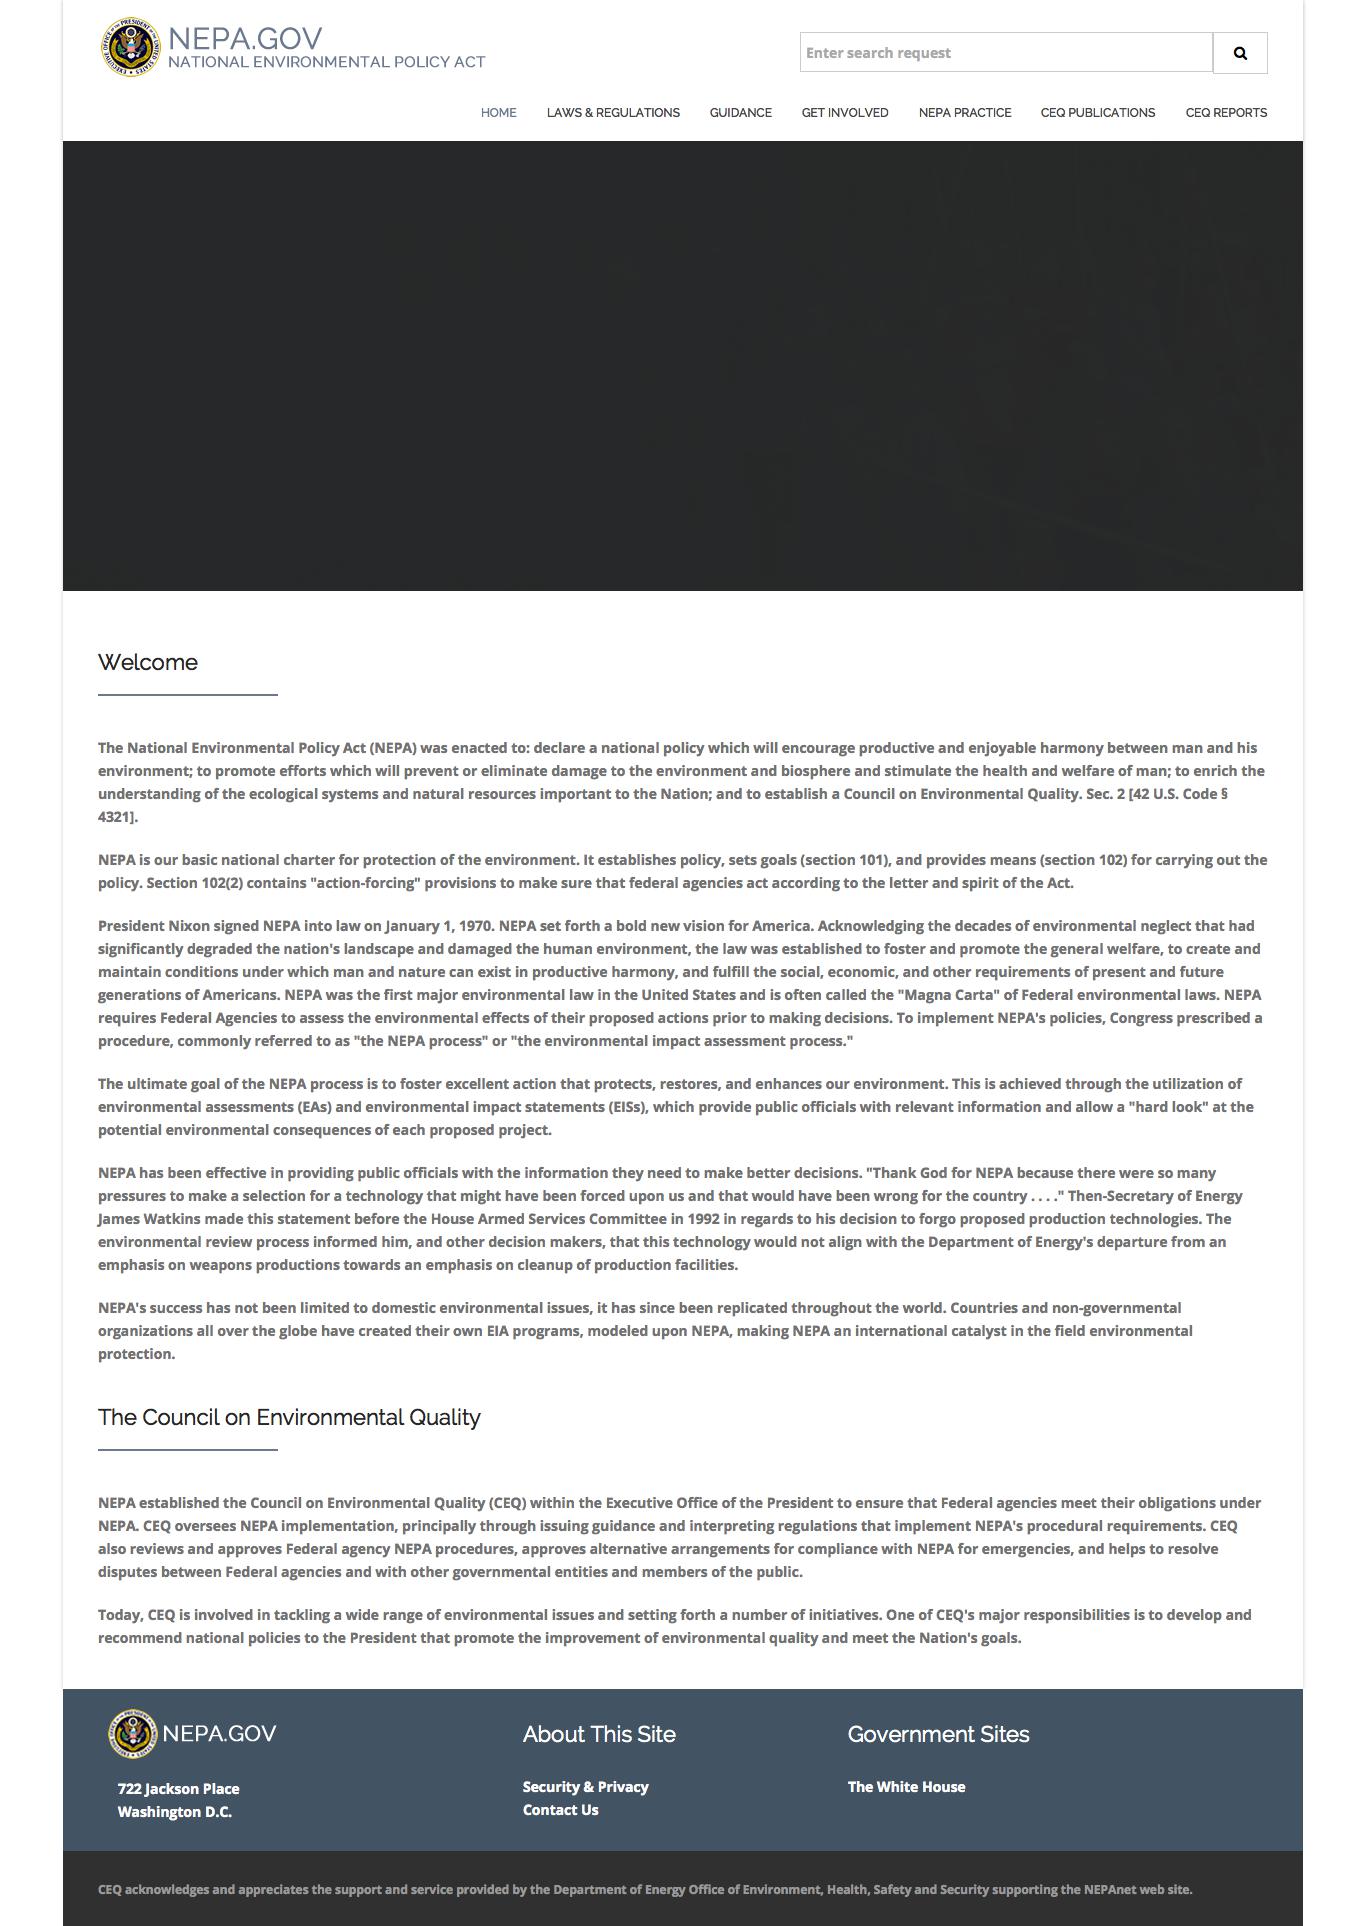 NEPA.GOV
NATIONAL ENVIRONMENTAL POLICY ACT
Enter search request
HOME LAWS & REGULATIONS GUIDANCE GET INVOLVED NEPA PRACTICE CEQ PUBLICATIONS CEQ REPORTS
Welcome
The National Environmental Policy Act (NEPA) was enacted to: declare a national policy which will encourage productive and enjoyable harmony between man and his
environment; to promote efforts which will prevent or eliminate damage to the environment and biosphere and stimulate the health and welfare of man; to enrich the
understanding of the ecological systems and natural resources important to the Nation; and to establish a Council on Environmental Quality. Sec. 2 [42 U.S. Code §
4321].
NEPA is our basic national charter for protection of the environment. It establishes policy, sets goals (section 101), and provides means (section 102) for carrying out the
policy. Section 102(2) contains "action-forcing" provisions to make sure that federal agencies act according to the letter and spirit of the Act.
President Nixon signed NEPA into law on January 1, 1970. NEPA set forth a bold new vision for America. Acknowledging the decades of environmental neglect that had
significantly degraded the nation's landscape and damaged the human environment, the law was established to foster and promote the general welfare, to create and
maintain conditions under which man and nature can exist in productive harmony, and fulfill the social, economic, and other requirements of present and future
generations of Americans. NEPA was the first major environmental law in the United States and is often called the "Magna Carta" of Federal environmental laws. NEPA
requires Federal Agencies to assess the environmental effects of their proposed actions prior to making decisions. To implement NEPA's policies, Congress prescribed a
procedure, commonly referred to as "the NEPA process" or "the environmental impact assessment process."
The ultimate goal of the NEPA process is to foster excellent action that protects, restores, and enhances our environment. This is achieved through the utilization of
environmental assessments (EAs) and environmental impact statements (EISs), which provide public officials with relevant information and allow a "hard look" at the
potential environmental consequences of each proposed project.
NEPA has been effective in providing public officials with the information they need to make better decisions. "Thank God for NEPA because there were so many
pressures to make a selection for a technology that might have been forced upon us and that would have been wrong for the country . . . ." Then-Secretary of Energy
James Watkins made this statement before the House Armed Services Committee in 1992 in regards to his decision to forgo proposed production technologies. The
environmental review process informed him, and other decision makers, that this technology would not align with the Department of Energy's departure from an
emphasis on weapons productions towards an emphasis on cleanup of production facilities.
NEPA's success has not been limited to domestic environmental issues, it has since been replicated throughout the world. Countries and non-governmental
organizations all over the globe have created their own EIA programs, modeled upon NEPA, making NEPA an international catalyst in the field environmental
protection.
The Council on Environmental Quality
NEPA established the Council on Environmental Quality (CEQ) within the Executive Office of the President to ensure that Federal agencies meet their obligations under
NEPA. CEQ oversees NEPA implementation, principally through issuing guidance and interpreting regulations that implement NEPA's procedural requirements. CEQ
also reviews and approves Federal agency NEPA procedures, approves alternative arrangements for compliance with NEPA for emergencies, and helps to resolve
disputes between Federal agencies and with other governmental entities and members of the public.
Today, CEQ is involved in tackling a wide range of environmental issues and setting forth a number of initiatives. One of CEQ's major responsibilities is to develop and
recommend national policies to the President that promote the improvement of environmental quality and meet the Nation's goals.
NEPA.GOV
722 Jackson Place
Washington D.C.
About This Site
Security & Privacy
Contact Us
Government Sites
The White House
CEQ acknowledges and appreciates the support and service provided by the Department of Energy Office of Environment, Health, Safety and Security supporting the NEPAnet web site.